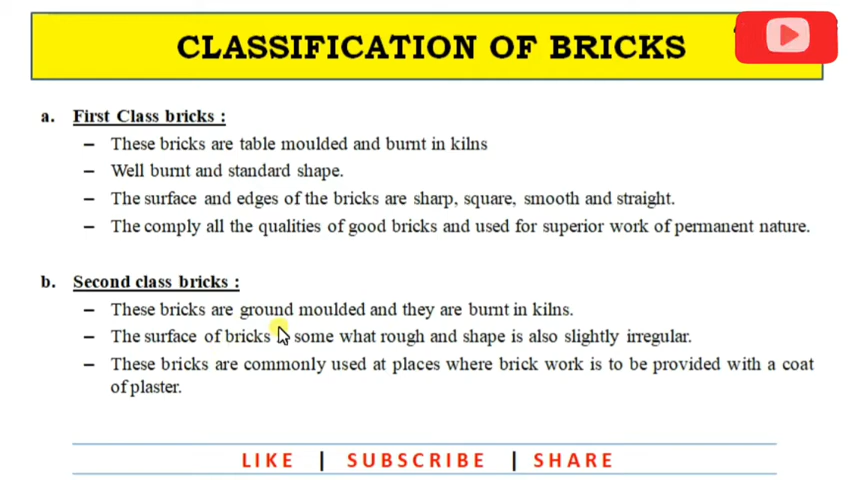 CLASSIFICATION OF BRICKS
a. First Class bricks :
– These bricks are table moulded and burnt in kilns
– Well burnt and standard shape.
– The surface and edges of the bricks are sharp, square, smooth and straight.
– The comply all the qualities of good bricks and used for superior work of permanent nature.
b. Second class bricks :
– These bricks are ground moulded and they are burnt in kilns.
– The surface of bricks some what rough and shape is also slightly irregular.
– These bricks are commonly used at places where brick work is to be provided with a coat
of plaster.
LIKE | SUBSCRIBE | SHARE